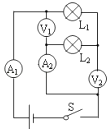 V₁ L₁
L₂
A₁ A₂ V₂
S